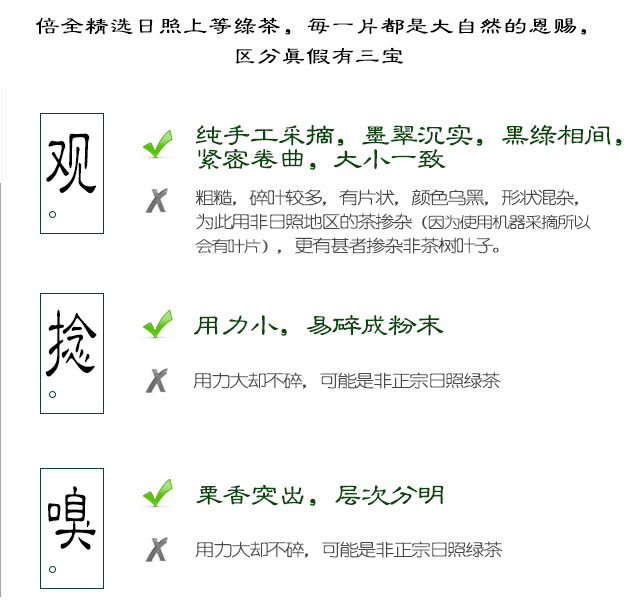 倍全精选日照上等绿茶，每一片都是大自然的恩赐，
区分真假有三宝
观
纯手工采摘，墨翠沉实，黑绿相间，
紧密卷曲，大小一致
粗糙，碎叶较多，有片状，颜色乌黑，形状混杂，
为此用非日照地区的茶掺杂（因为使用机器采摘所以
会有叶片），更有甚者掺杂非茶树叶子。
捻
用力小，易碎成粉末
用力大却不碎，可能是非正宗日照绿茶
嗅
栗香突出，层次分明
用力大却不碎，可能是非正宗日照绿茶